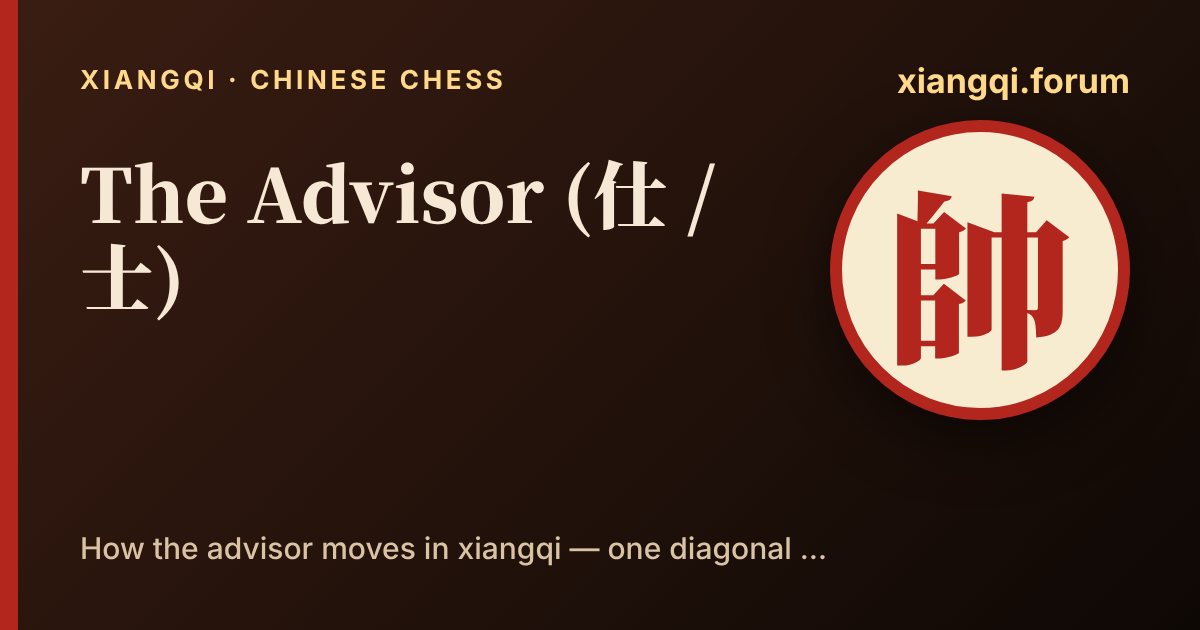 XIANGQI · CHINESE CHESS
xiangqi.forum
The Advisor (仕 /
士)
帥
How the advisor moves in xiangqi — one diagonal ...